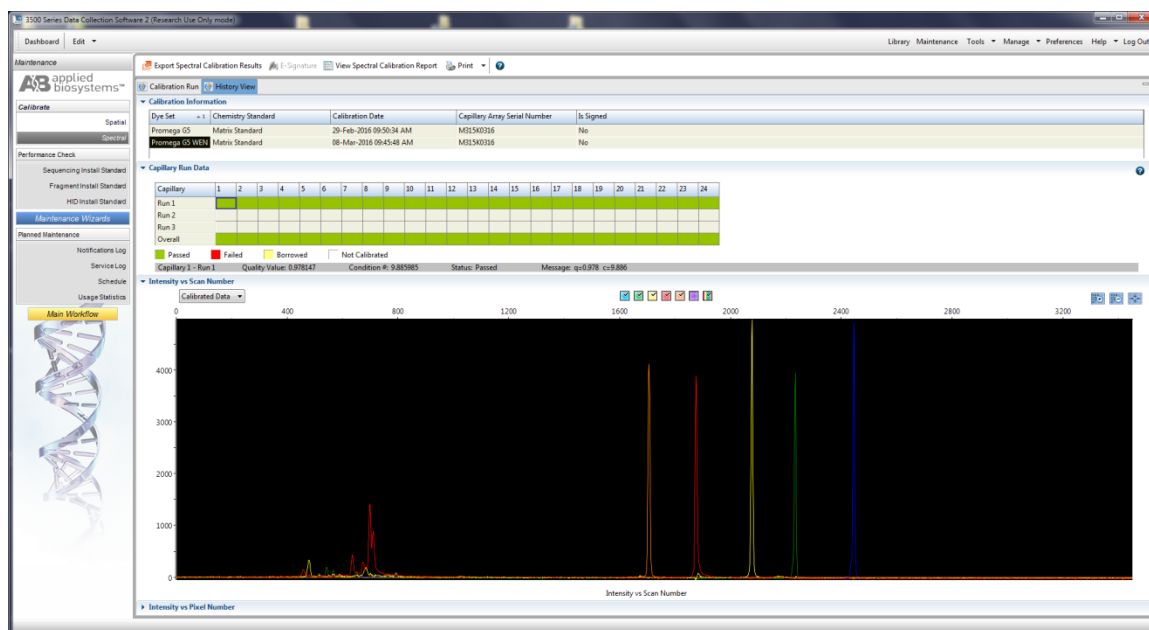 3500 Series Data Collection Software 2 (Research Use Only mode)
Dashboard Edit Library Maintenance Tools Manage Preferences Help Log Out
Maintenance
applied biosystems™
Calibrate
Spatial
Spectral
Performance Check
Sequencing Install Standard
Fragment Install Standard
HID Install Standard
Maintenance Wizards
Planned Maintenance
Notifications Log
Service Log
Schedule
Usage Statistics
Main Workflow
Export Spectral Calibration Results E-Signature View Spectral Calibration Report Print
Calibration Run History View
Calibration Information
Dye Set 1 Chemistry Standard Calibration Date Capillary Array Serial Number Is Signed
Promega G5 Matrix Standard 29-Feb-2016 09:50:34 AM M315K0316 No
Promega G5 WEN Matrix Standard 08-Mar-2016 09:45:48 AM M315K0316 No
Capillary Run Data
Capillary 1 2 3 4 5 6 7 8 9 10 11 12 13 14 15 16 17 18 19 20 21 22 23 24
Run 1
Run 2
Run 3
Overall
Passed Failed Borrowed Not Calibrated
Capillary 1 - Run 1 Quality Value: 0.978147 Condition #: 9.885985 Status: Passed Message: q=0.978 c=9.886
Intensity vs Scan Number
Calibrated Data
0 400 800 1200 1600 2000 2400 2800 3200
4000
3000
2000
1000
0
Intensity vs Scan Number
Intensity vs Pixel Number